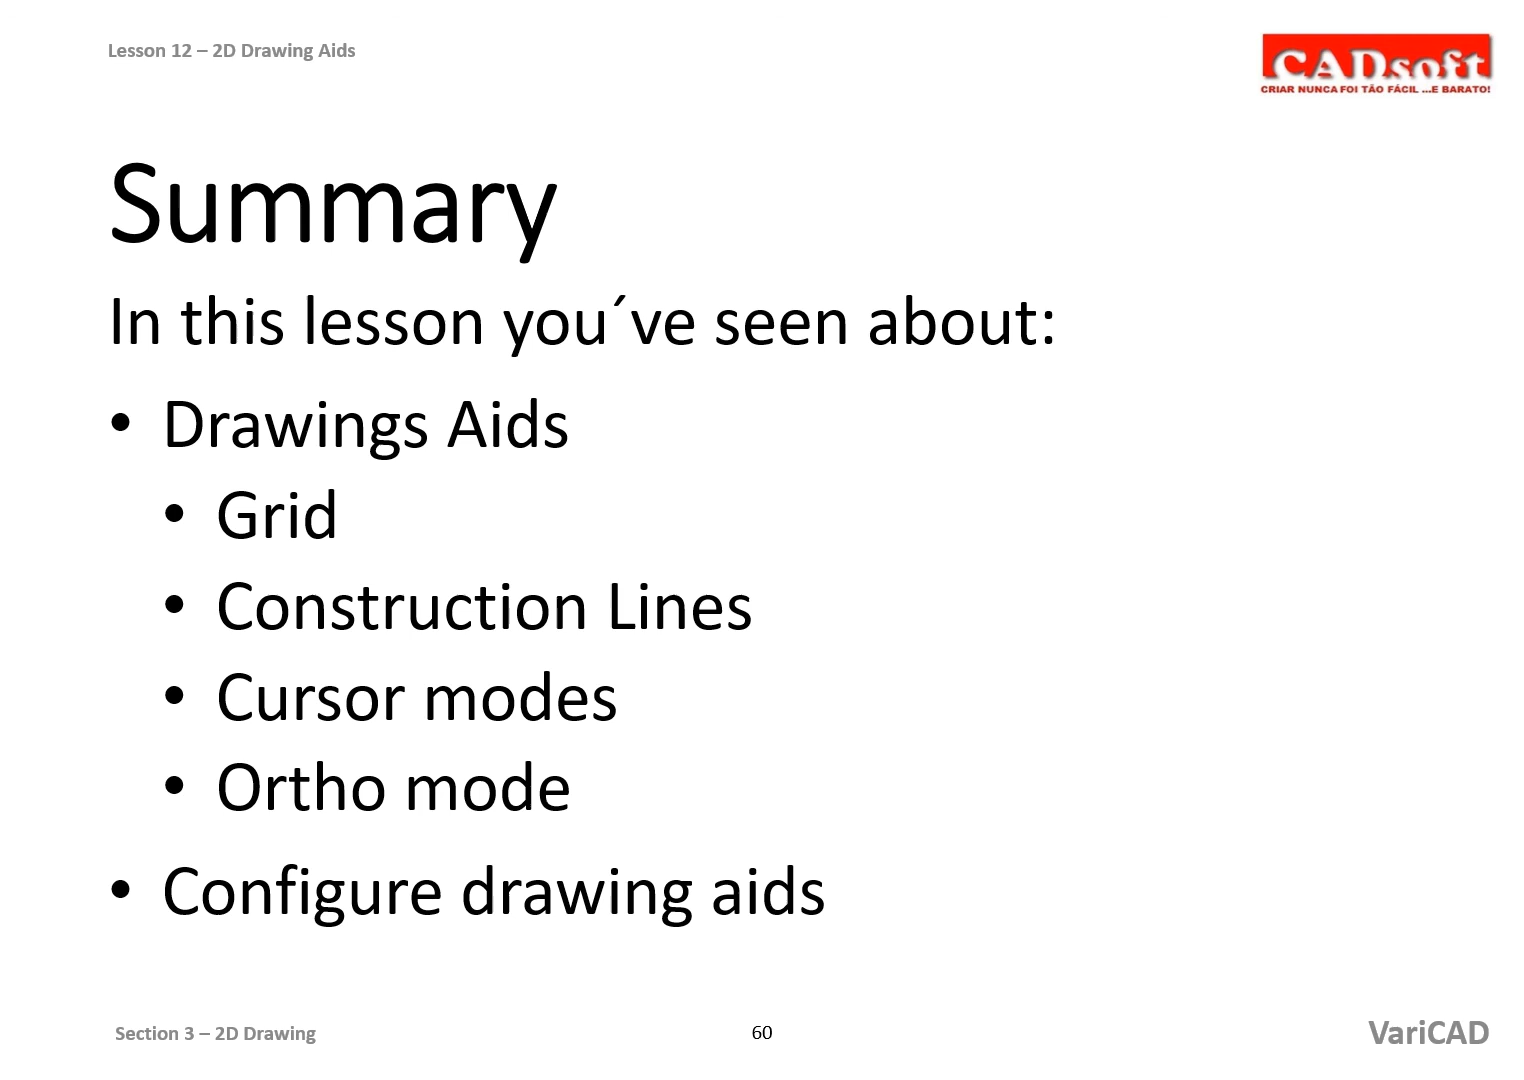 Lesson 12 – 2D Drawing Aids
CADsoft
CRIAR NUNCA FOI TÃO FÁCIL ...E BARATO!
Summary
In this lesson you´ve seen about:
• Drawings Aids
• Grid
• Construction Lines
• Cursor modes
• Ortho mode
• Configure drawing aids
Section 3 – 2D Drawing
60
VariCAD